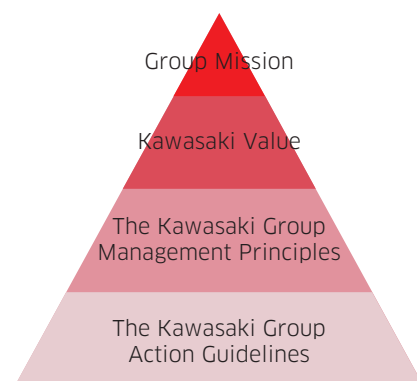 Group Mission
Kawasaki Value
The Kawasaki Group
Management Principles
The Kawasaki Group
Action Guidelines